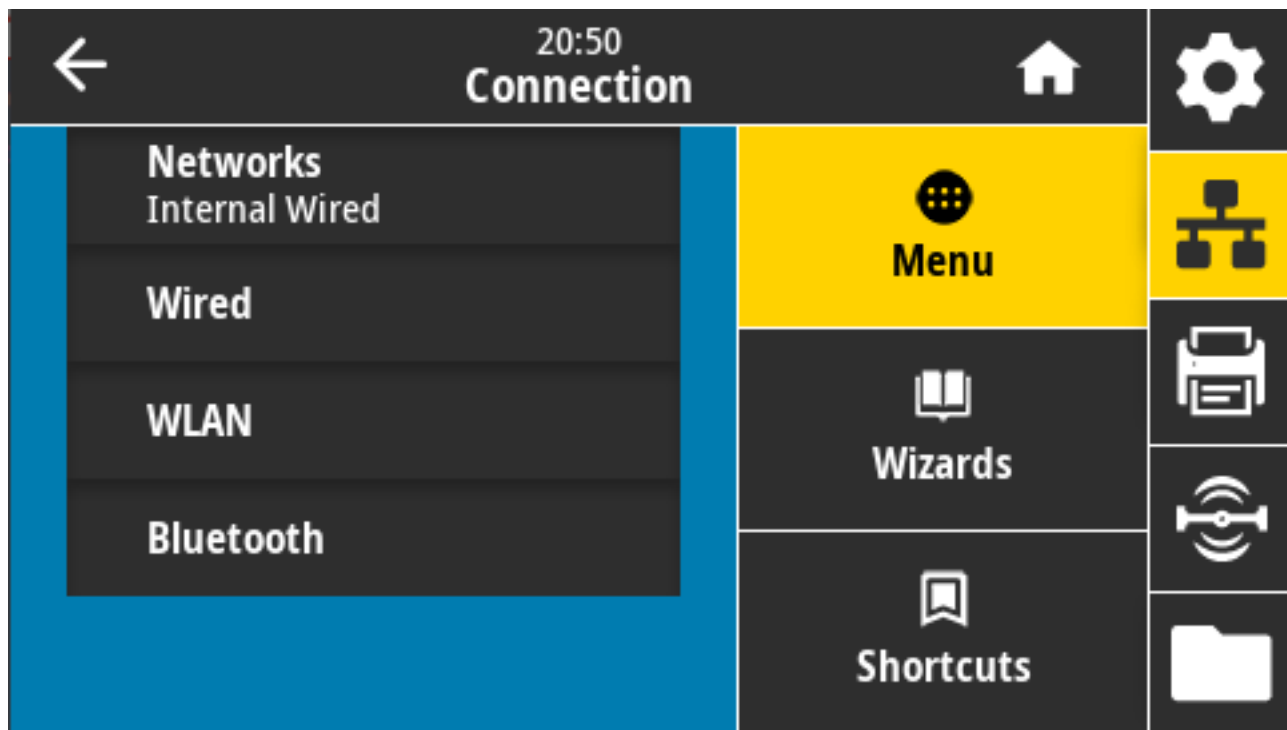 20:50
Connection
Networks
Internal Wired
Wired
WLAN
Bluetooth
Menu
Wizards
Shortcuts